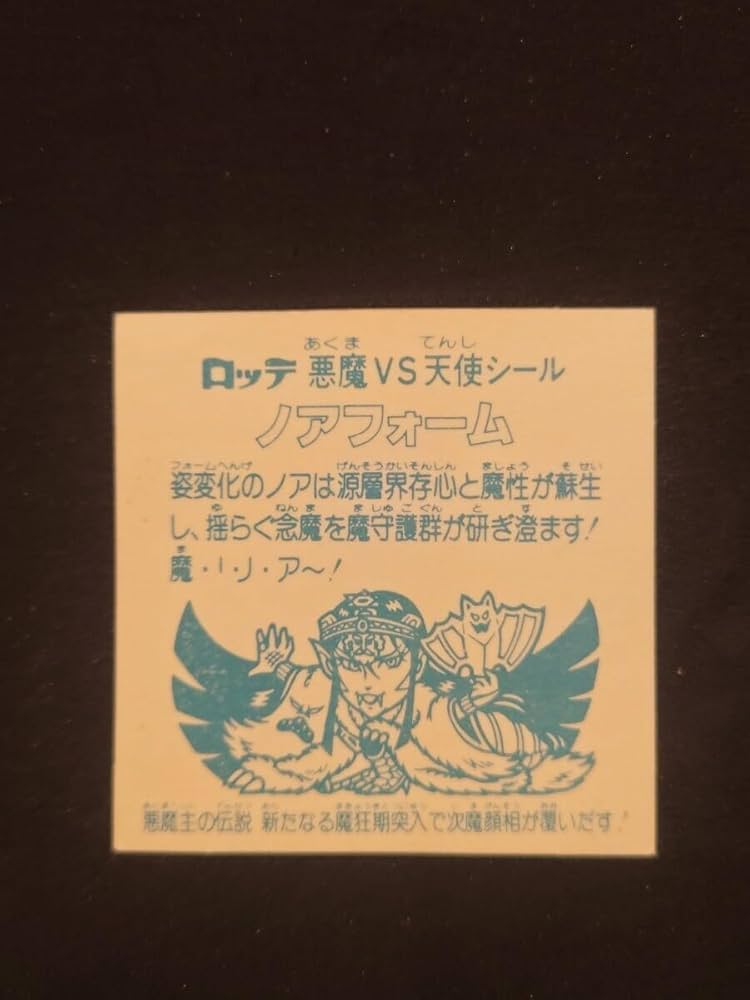 あくま てんし
ロッテ 悪魔VS天使シール
ノアフォーム
フォームへんげ げんそうかいそんしん ましょう そせい
姿変化のノアは源層界存心と魔性が蘇生
ゆ ねんま ましゅごぐん と す
し、揺らぐ念魔を魔守護群が研ぎ澄ます!
ま
魔・I・J・ア〜!
悪魔主の伝説 新たなる魔狂期突入で次魔顔相が覆いだす!